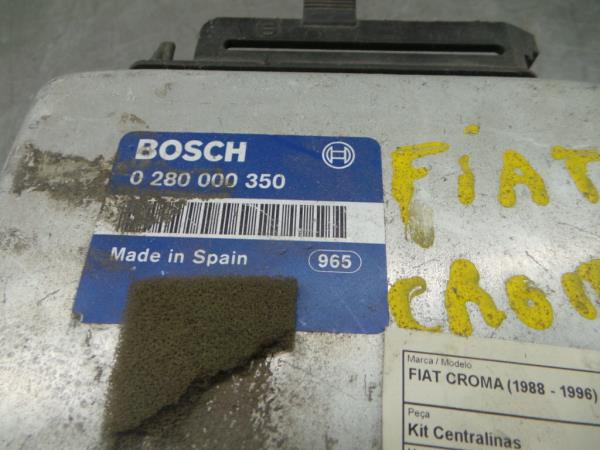 BOSCH
0 280 000 350
Made in Spain
965
FiAT
CROM
Marca / Modelo
FIAT CROMA (1988 - 1996)
Peça
Kit Centralinas